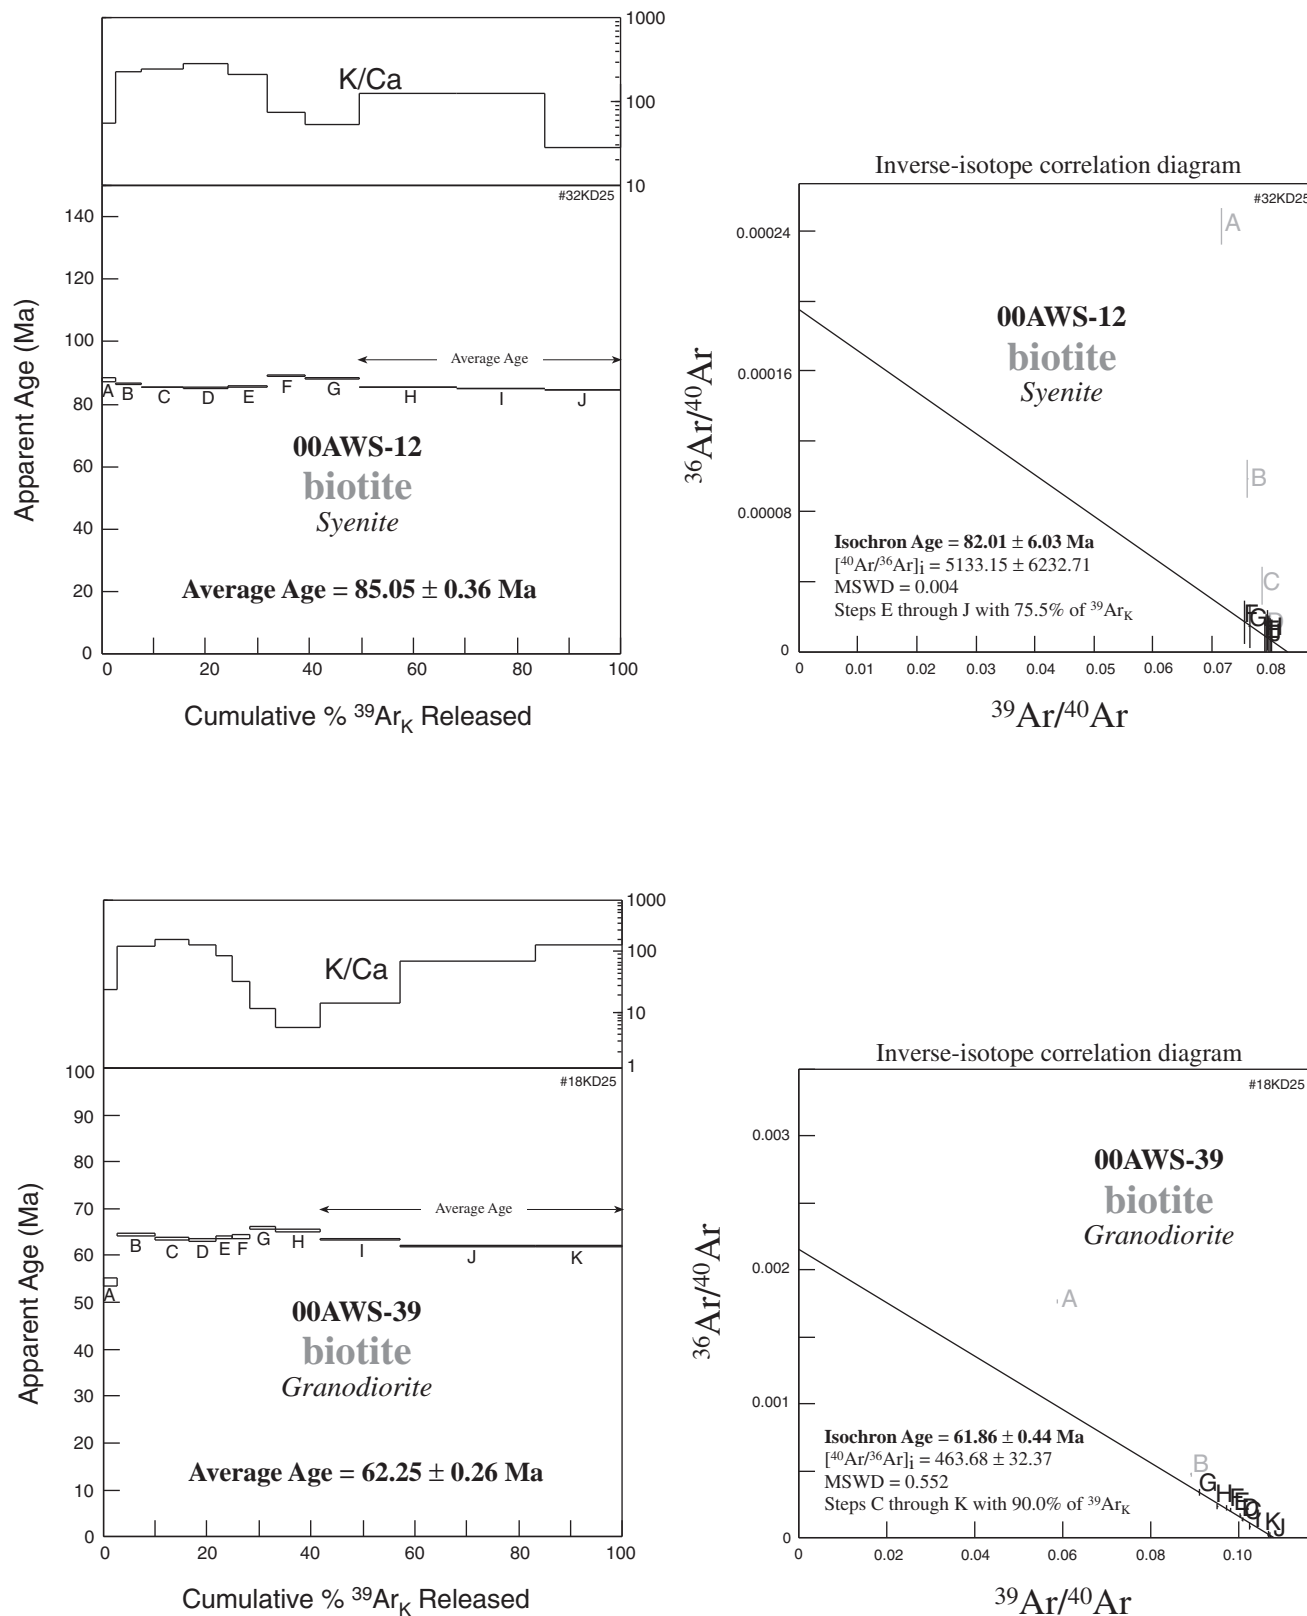 1000
100
10
K/Ca
#32KD25
140
120
100
80
60
40
20
0
Apparent Age (Ma)
Average Age
A B C D E F G H I J
00AWS-12
biotite
Syenite
Average Age = 85.05 ± 0.36 Ma
0 20 40 60 80 100
Cumulative % 39ArK Released
Inverse-isotope correlation diagram
#32KD25
0.00024
0.00016
0.00008
0
36Ar/40Ar
A
B
C
D
F
G
J
00AWS-12
biotite
Syenite
Isochron Age = 82.01 ± 6.03 Ma
[40Ar/36Ar]i = 5133.15 ± 6232.71
MSWD = 0.004
Steps E through J with 75.5% of 39ArK
0 0.01 0.02 0.03 0.04 0.05 0.06 0.07 0.08
39Ar/40Ar
1000
100
10
1
K/Ca
#18KD25
100
90
80
70
60
50
40
30
20
10
0
Apparent Age (Ma)
Average Age
A B C D E F G H I J K
00AWS-39
biotite
Granodiorite
Average Age = 62.25 ± 0.26 Ma
0 20 40 60 80 100
Cumulative % 39ArK Released
Inverse-isotope correlation diagram
#18KD25
0.003
0.002
0.001
0
36Ar/40Ar
00AWS-39
biotite
Granodiorite
A
B
G
H
F
E
D
C
I
K
J
Isochron Age = 61.86 ± 0.44 Ma
[40Ar/36Ar]i = 463.68 ± 32.37
MSWD = 0.552
Steps C through K with 90.0% of 39ArK
0 0.02 0.04 0.06 0.08 0.10
39Ar/40Ar